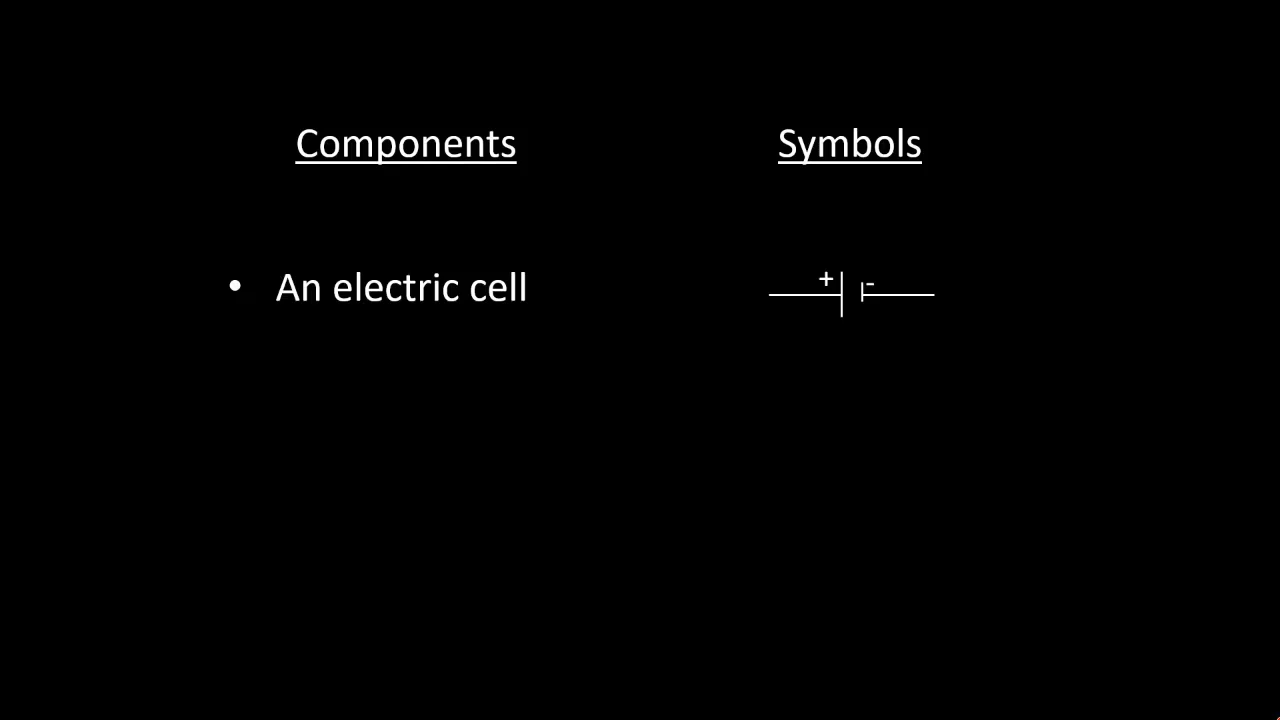 Components Symbols
• An electric cell + -